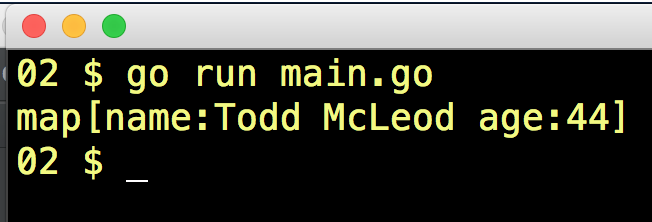 02 $ go run main.go
map[name:Todd McLeod age:44]
02 $ _